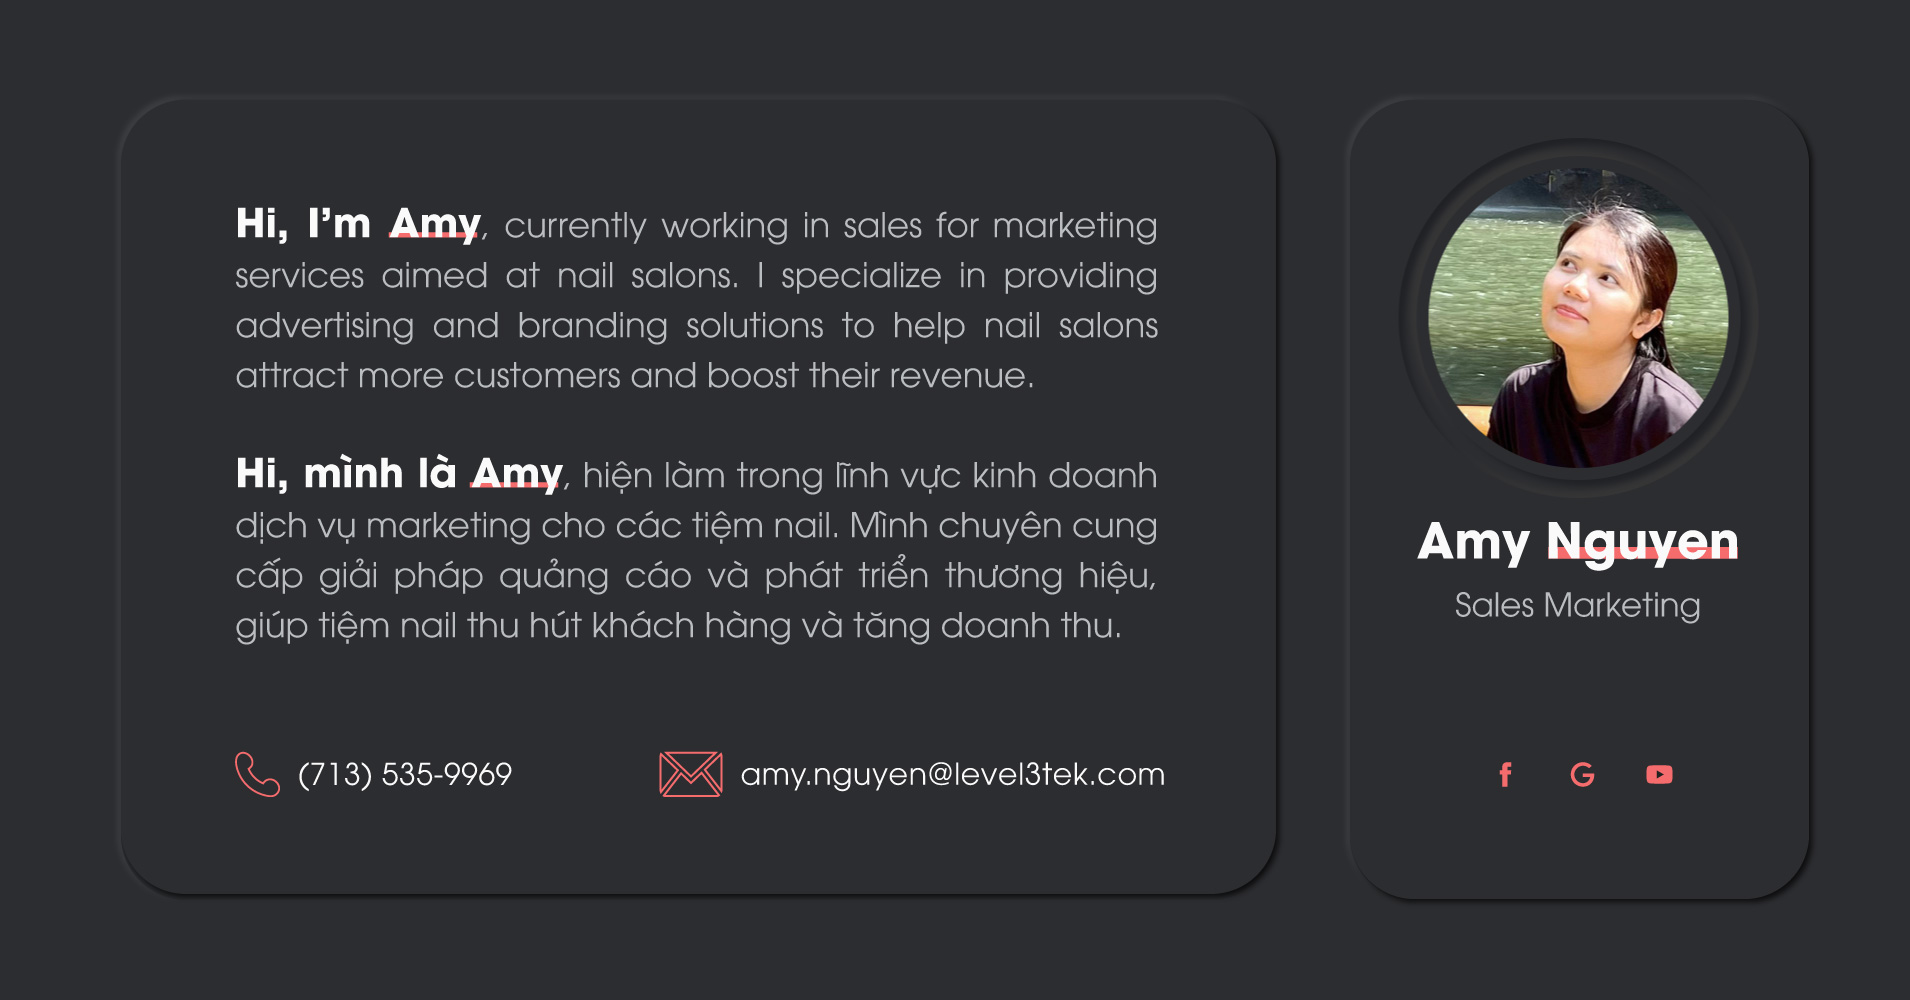 Hi, I’m Amy, currently working in sales for marketing
services aimed at nail salons. I specialize in providing
advertising and branding solutions to help nail salons
attract more customers and boost their revenue.
Hi, mình là Amy, hiện làm trong lĩnh vực kinh doanh
dịch vụ marketing cho các tiệm nail. Mình chuyên cung
cấp giải pháp quảng cáo và phát triển thương hiệu,
giúp tiệm nail thu hút khách hàng và tăng doanh thu.
(713) 535-9969
amy.nguyen@level3tek.com
Amy Nguyen
Sales Marketing